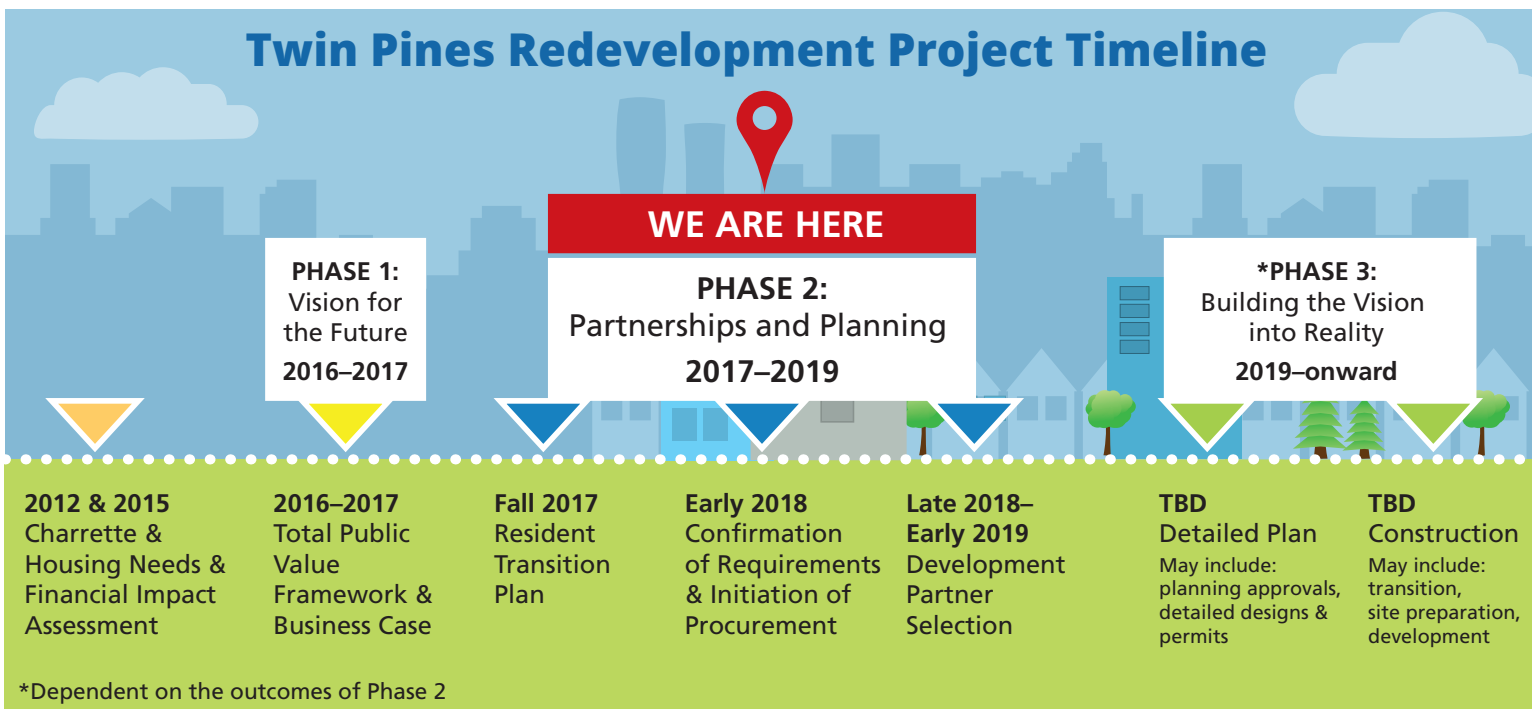 Twin Pines Redevelopment Project Timeline
WE ARE HERE
PHASE 1:
Vision for
the Future
2016–2017
PHASE 2:
Partnerships and Planning
2017–2019
*PHASE 3:
Building the Vision
into Reality
2019–onward
2012 & 2015
Charrette &
Housing Needs &
Financial Impact
Assessment
2016–2017
Total Public
Value
Framework &
Business Case
Fall 2017
Resident
Transition
Plan
Early 2018
Confirmation
of Requirements
& Initiation of
Procurement
Late 2018–
Early 2019
Development
Partner
Selection
TBD
Detailed Plan
May include:
planning approvals,
detailed designs &
permits
TBD
Construction
May include:
transition,
site preparation,
development
*Dependent on the outcomes of Phase 2